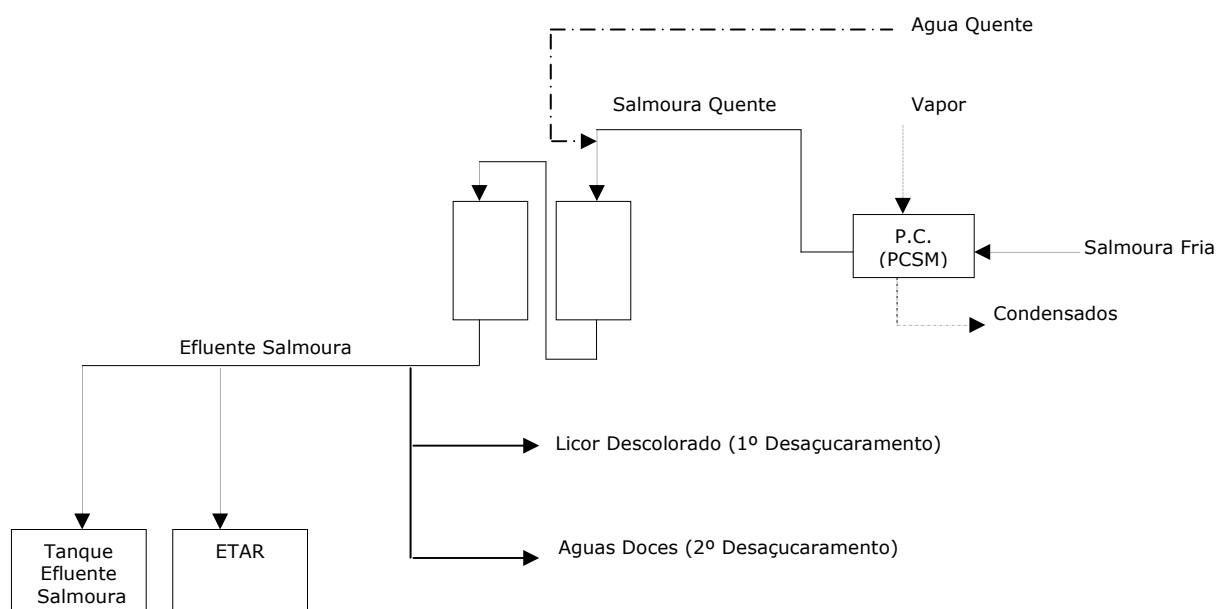 Agua Quente
Salmoura Quente
Vapor
P.C.
(PCSM)
Salmoura Fria
Condensados
Efluente Salmoura
Licor Descolorado (1º Desaçucaramento)
Aguas Doces (2º Desaçucaramento)
Tanque
Efluente
Salmoura
ETAR